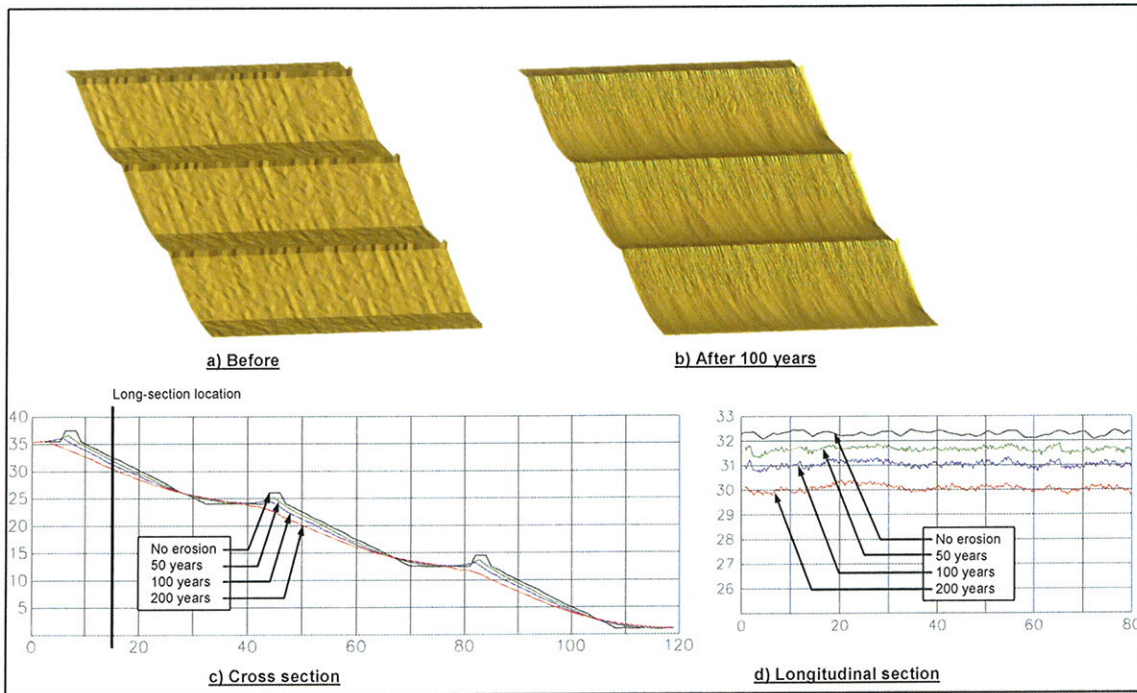 a) Before
b) After 100 years
Long-section location
40
35
30
25
20
15
10
5
0 20 40 60 80 100 120
No erosion
50 years
100 years
200 years
c) Cross section
33
32
31
30
29
28
27
26
0 20 40 60 80
No erosion
50 years
100 years
200 years
d) Longitudinal section